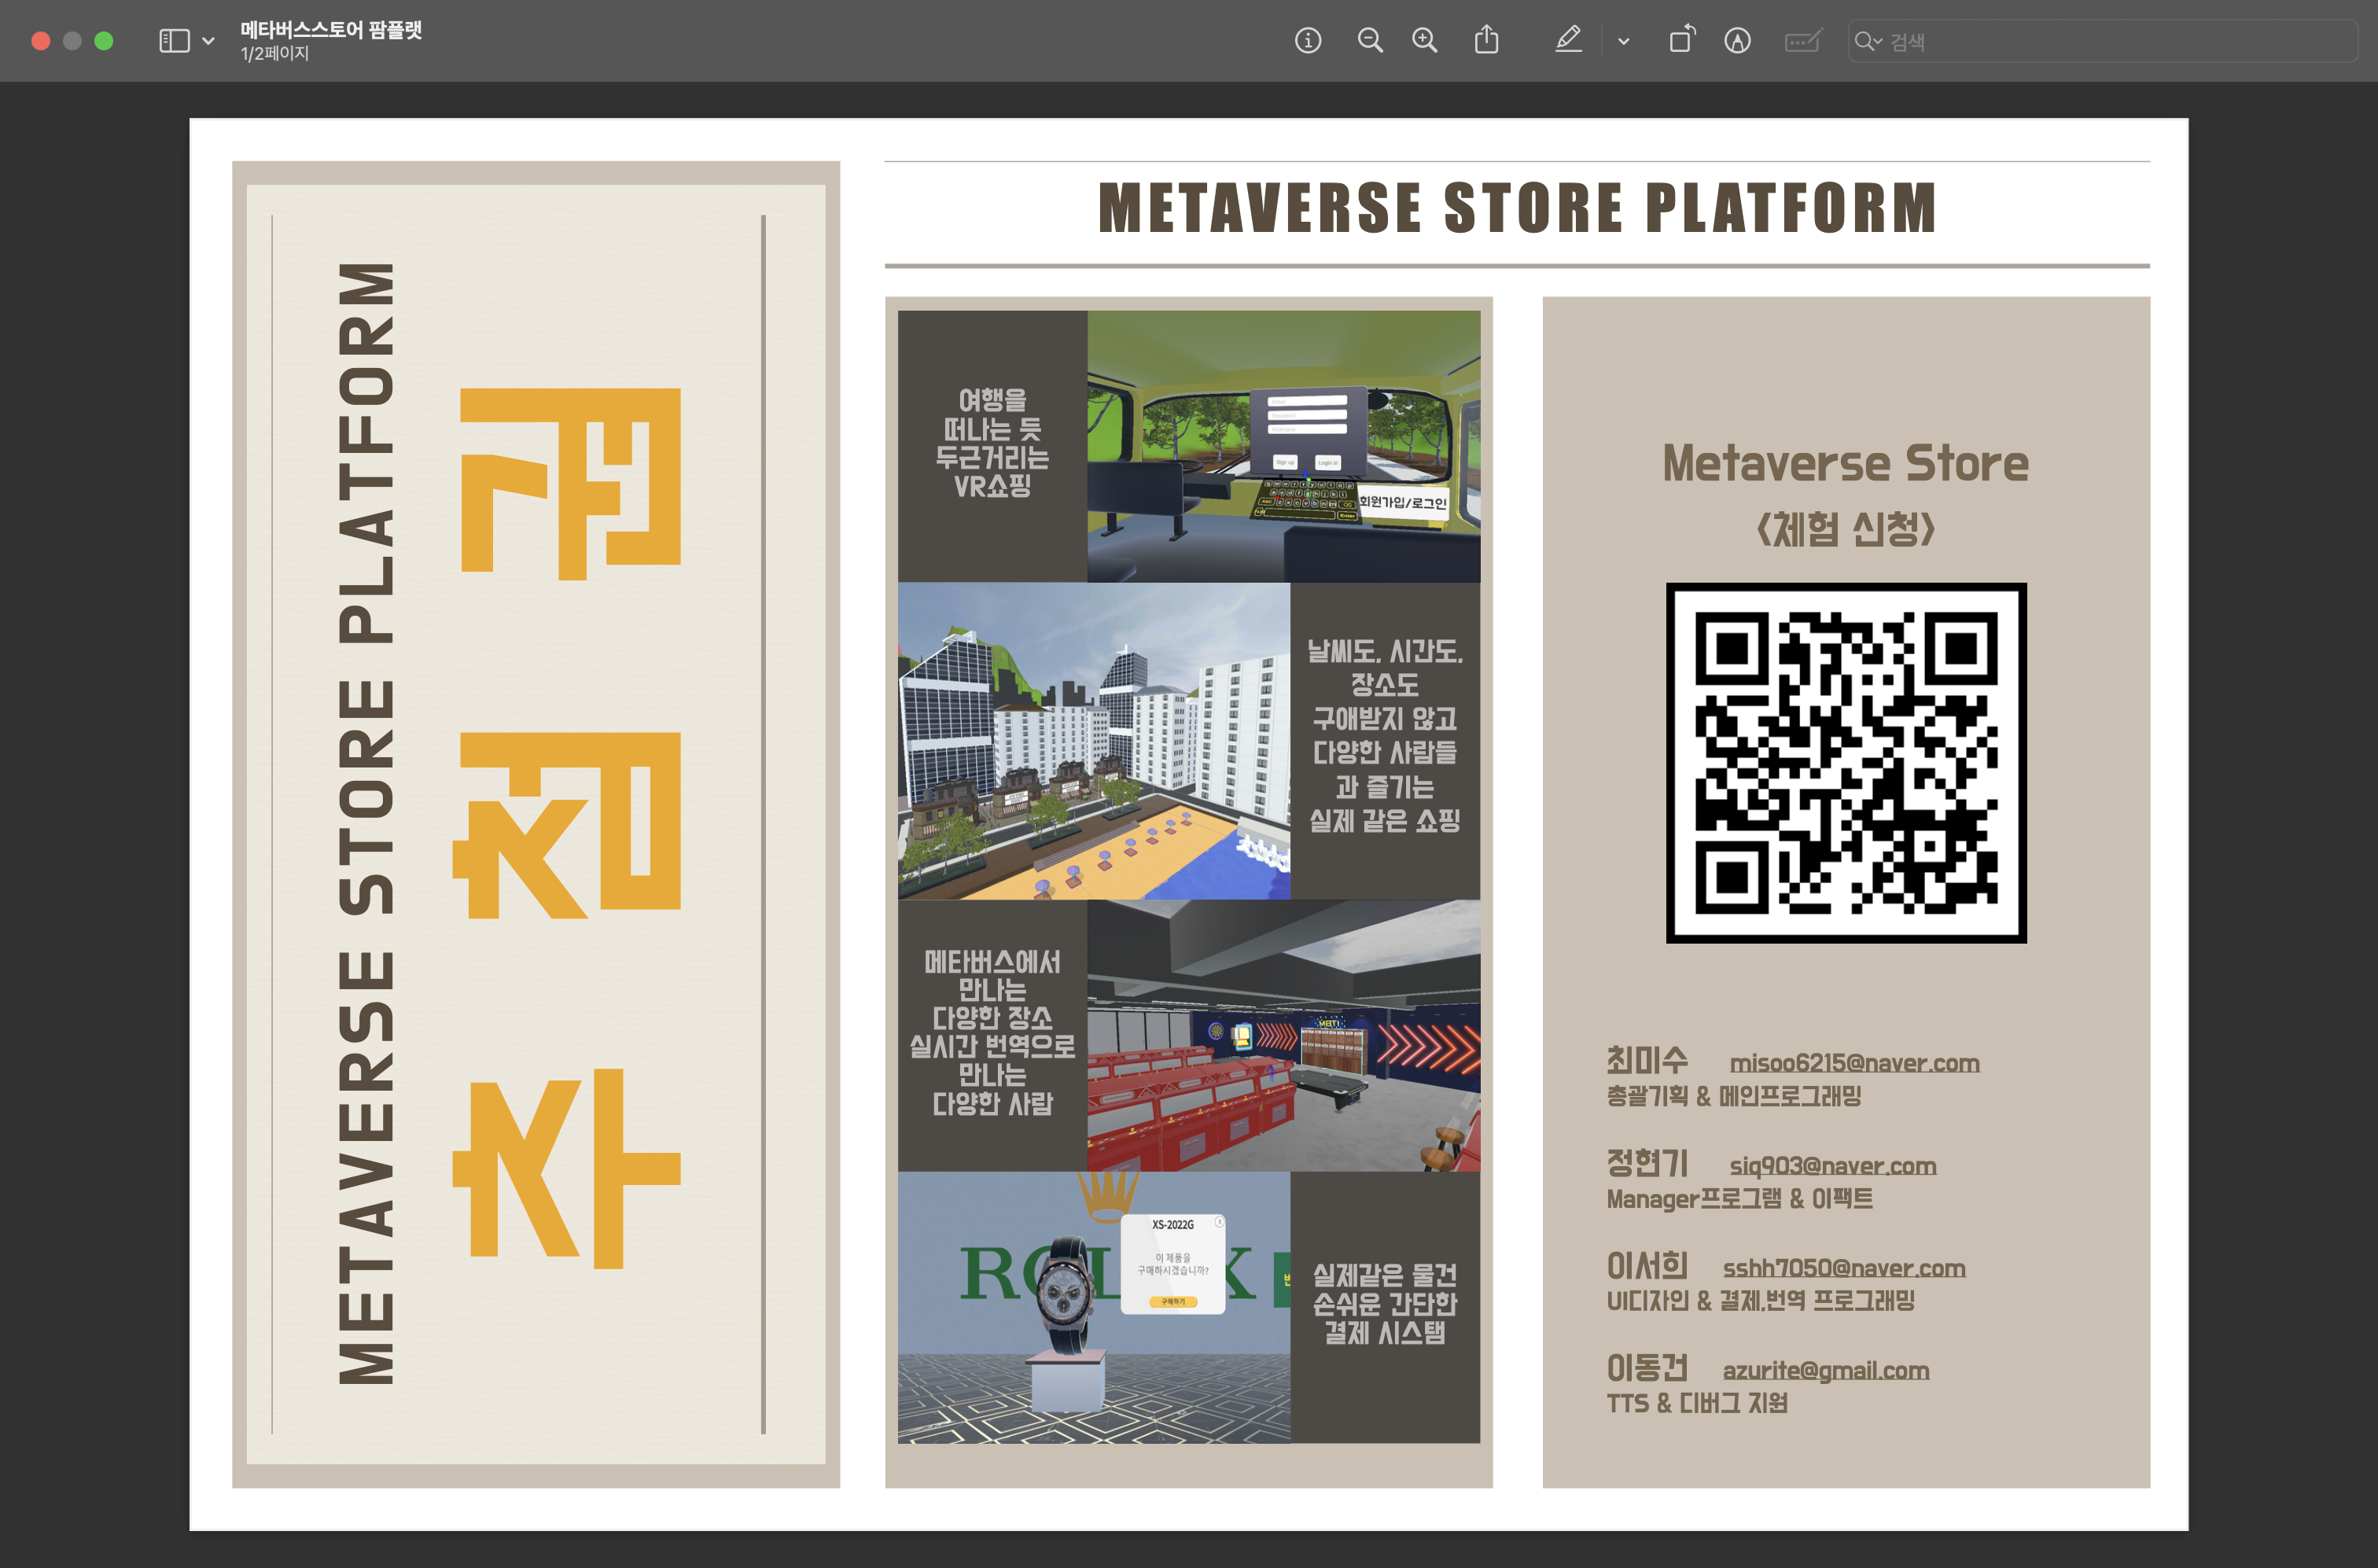 메타버스스토어 팜플랫
1/2페이지
검색
METAVERSE STORE PLATFORM
추첨권
METAVERSE STORE PLATFORM
여행을
떠나는 듯
두근거리는
VR쇼핑
Sign up
Login in
회원가입/로그인
날씨도, 시간도,
장소도
구애받지 않고
다양한 사람들
과 즐기는
실제 같은 쇼핑
메타버스에서
만나는
다양한 장소
실시간 번역으로
만나는
다양한 사람
MBTI
XS-2022G
이 제품을
구매하시겠습니까?
구매하기
실제같은 물건
손쉬운 간단한
결제 시스탬
Metaverse Store
<체험 신청>
최미수 misoo6215@naver.com
총괄기획 & 메인프로그래밍
정현기 siq903@naver.com
Manager프로그램 & 이팩트
이서희 sshh7050@naver.com
UI디자인 & 결제,번역 프로그래밍
이동건 azurite@gmail.com
TTS & 디버그 지원